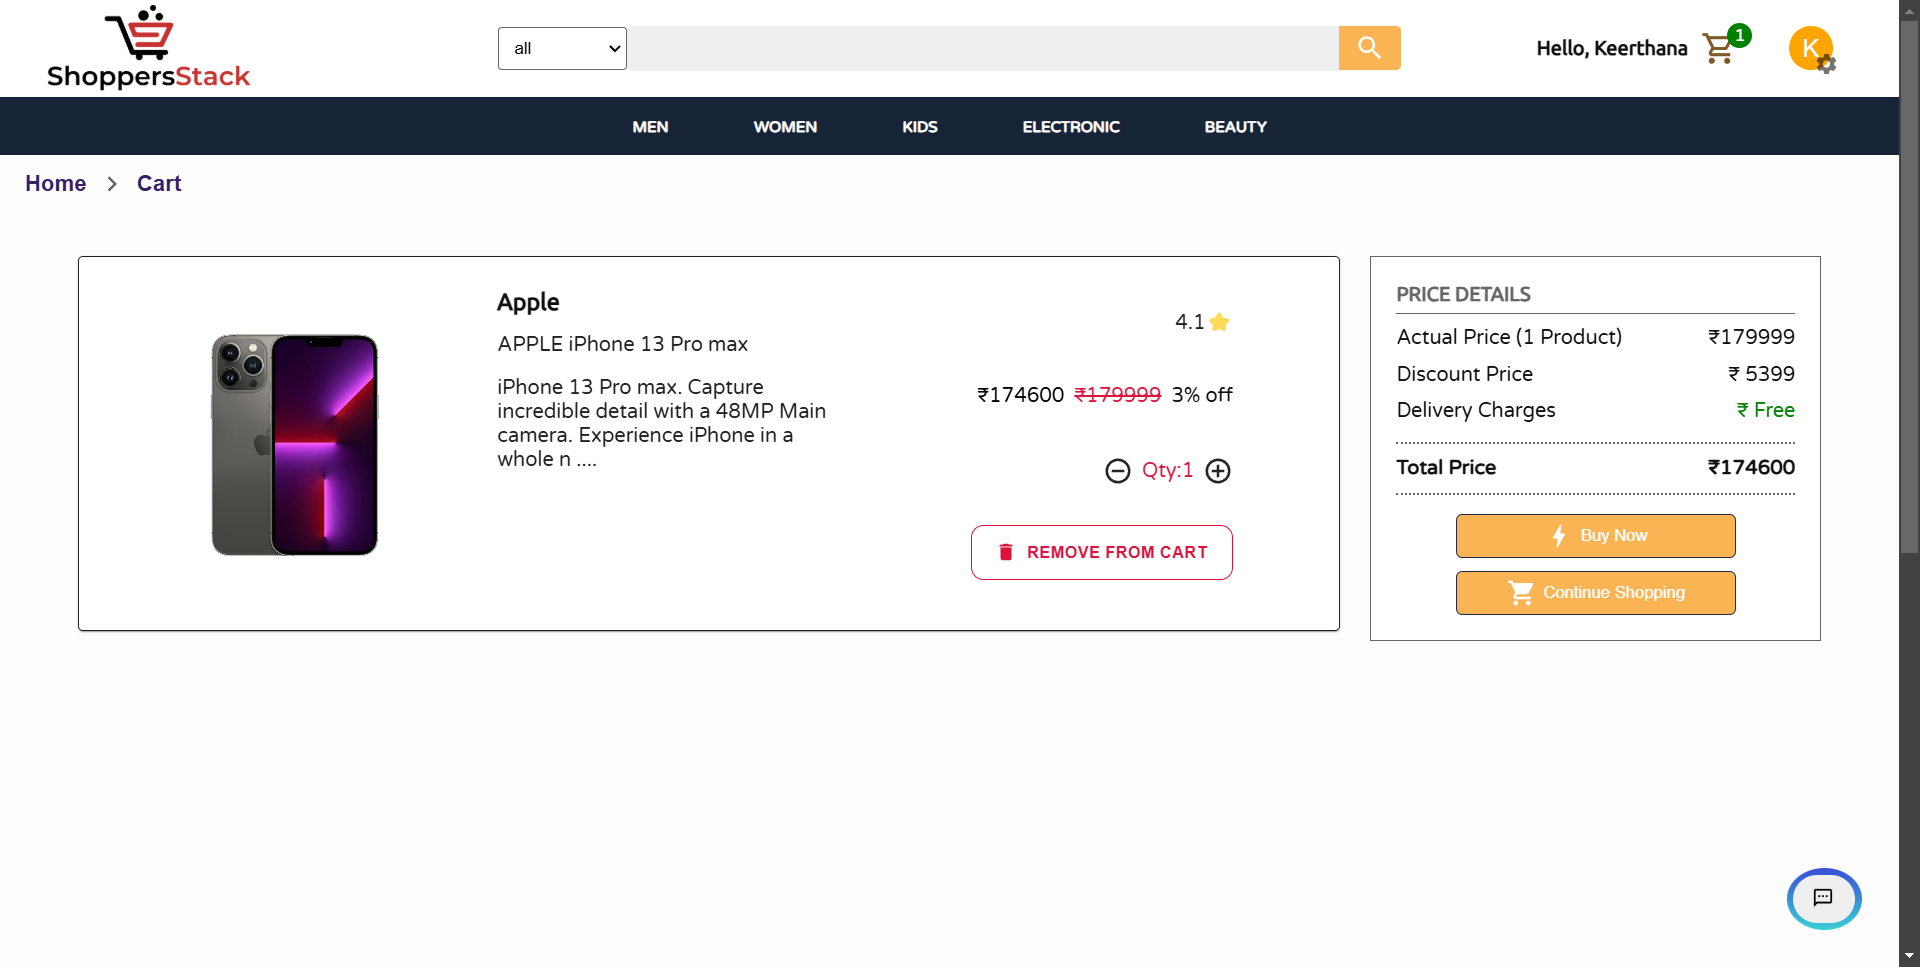 ShoppersStack
all
Hello, Keerthana
1
K
MEN WOMEN KIDS ELECTRONIC BEAUTY
Home > Cart
Apple
APPLE iPhone 13 Pro max
iPhone 13 Pro max. Capture
incredible detail with a 48MP Main
camera. Experience iPhone in a
whole n ....
4.1
₹174600 ₹179999 3% off
Qty:1
REMOVE FROM CART
PRICE DETAILS
Actual Price (1 Product) ₹179999
Discount Price ₹ 5399
Delivery Charges ₹ Free
Total Price ₹174600
Buy Now
Continue Shopping